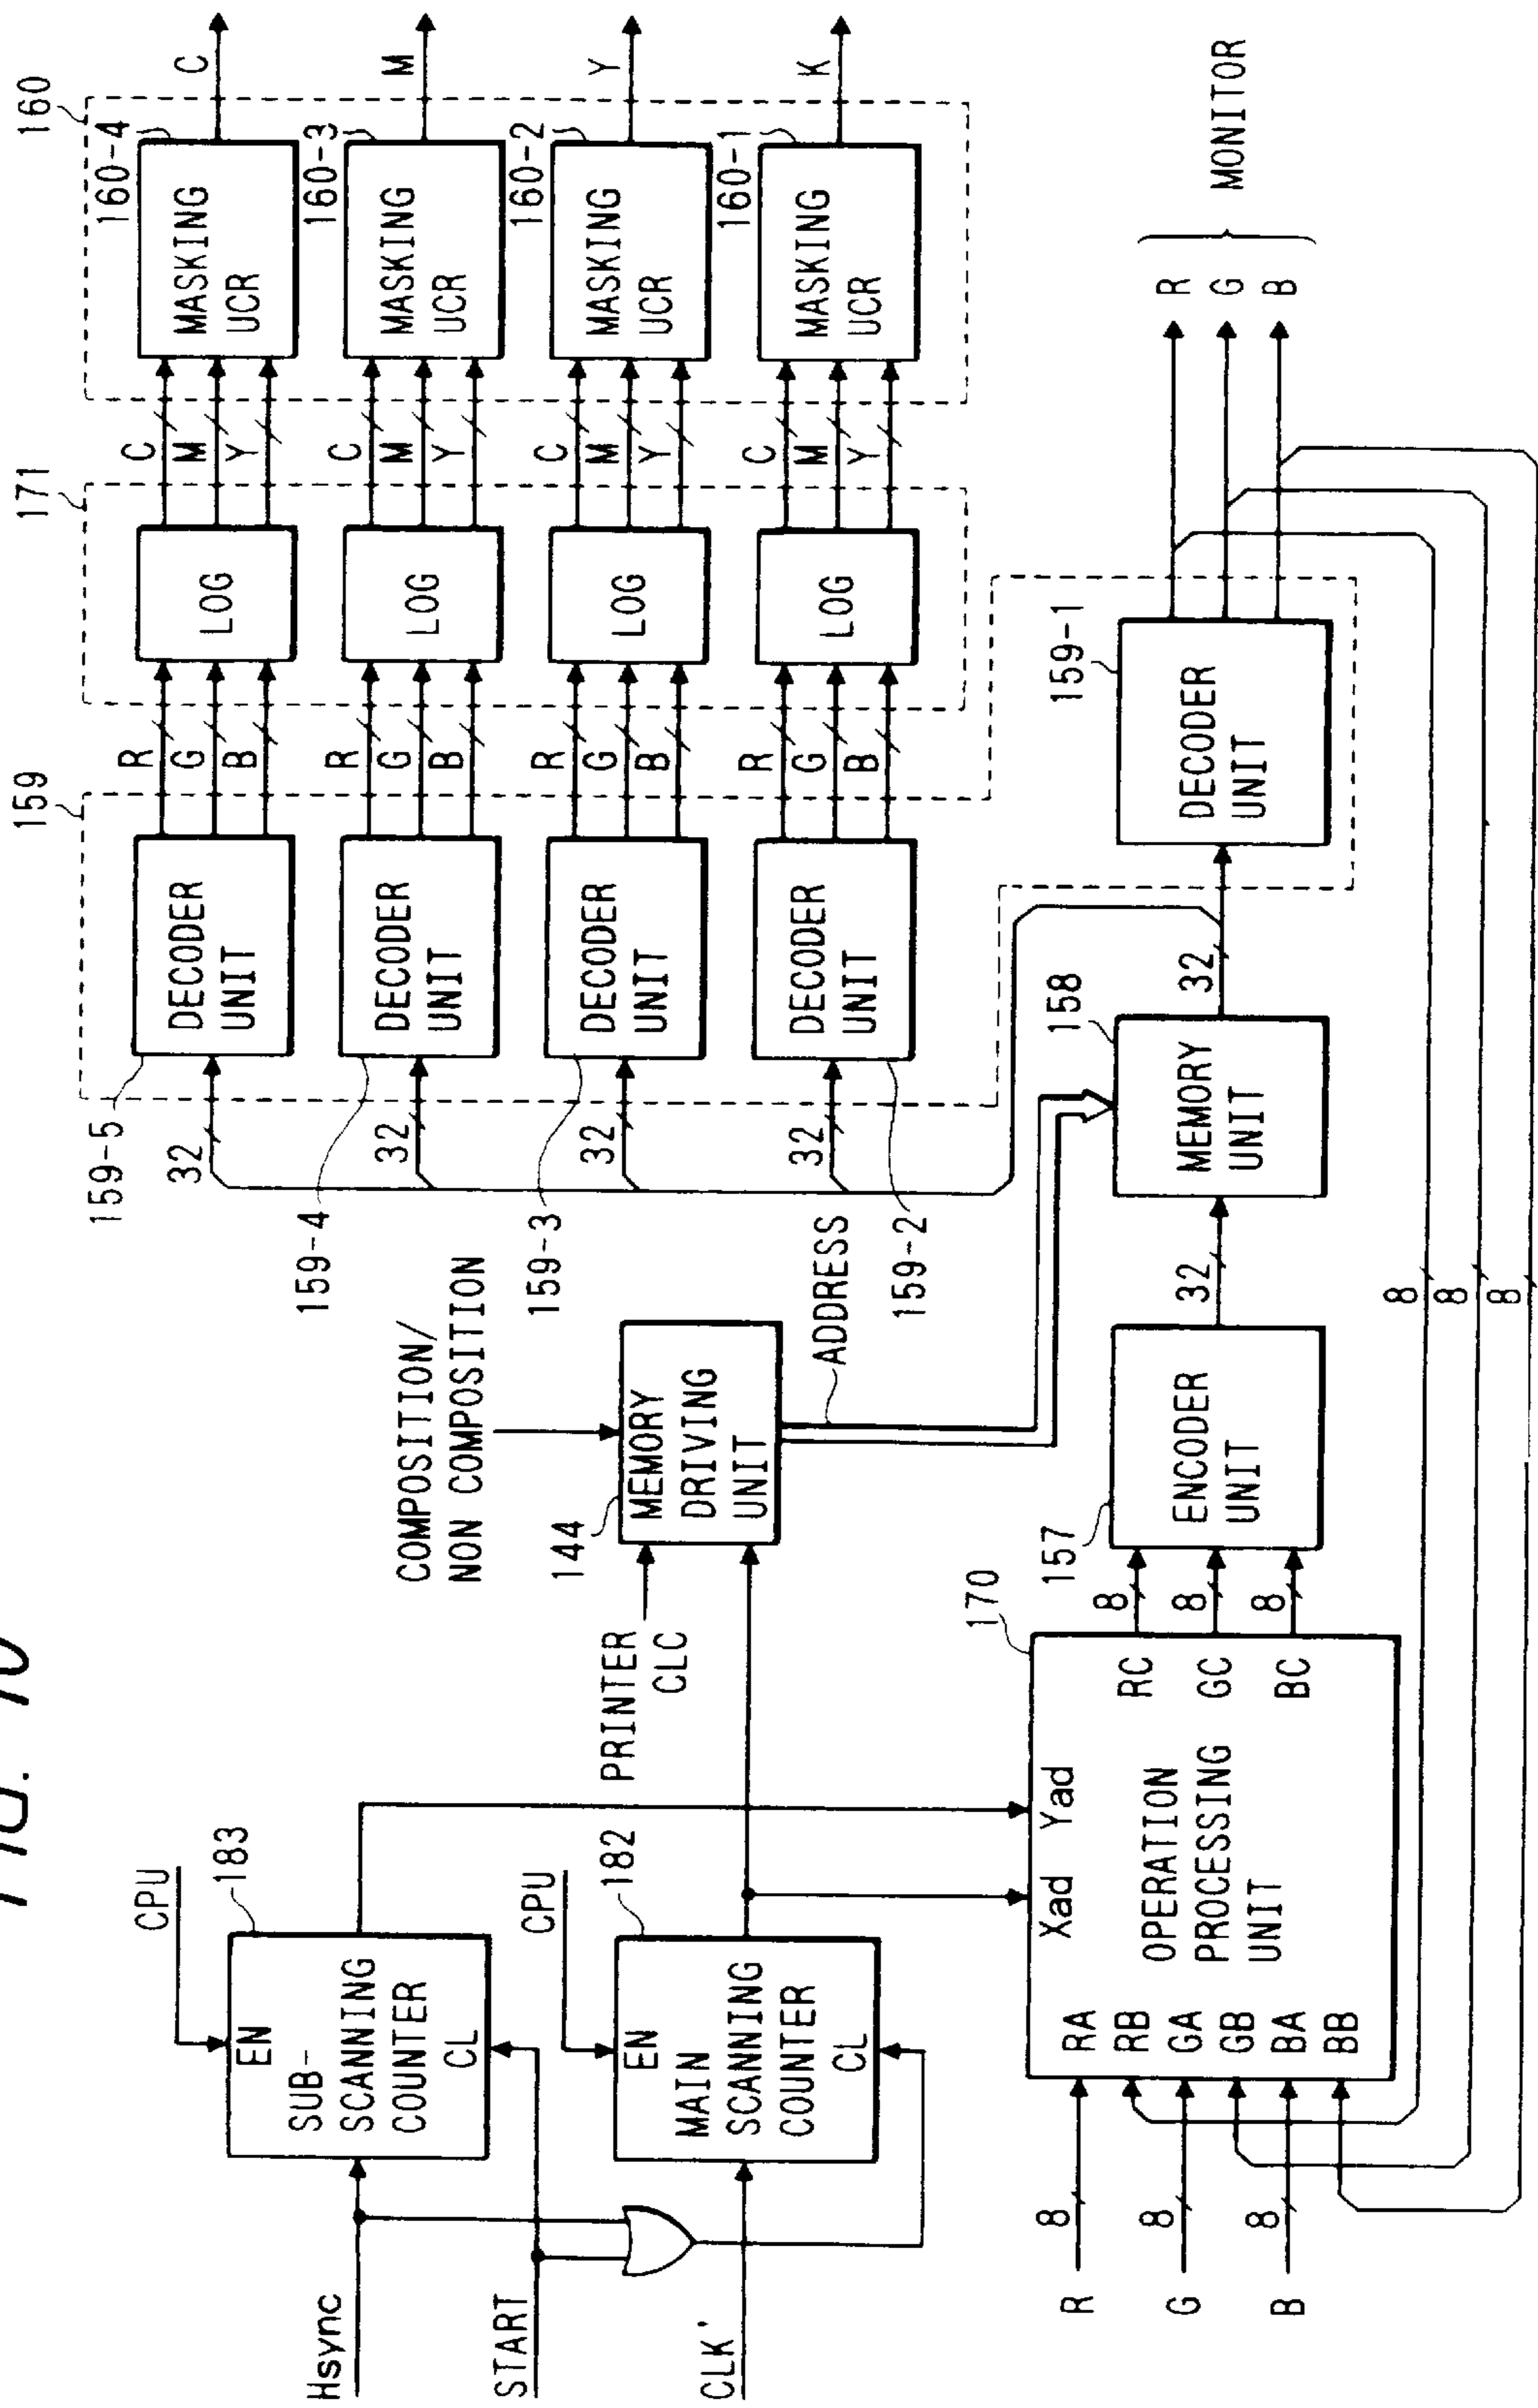 FIG. 10
Hsync
START
CLK'
CPU
183
EN
SUB-
SCANNING
COUNTER
CL
CPU
182
EN
MAIN
SCANNING
COUNTER
CL
COMPOSITION/
NON COMPOSITION
PRINTER
CLC
144
MEMORY
DRIVING
UNIT
ADDRESS
159
159-5
32
DECODER
UNIT
R
G
B
159-4
32
DECODER
UNIT
R
G
B
159-3
32
DECODER
UNIT
R
G
B
159-2
32
DECODER
UNIT
R
G
B
171
LOG
C
M
Y
LOG
C
M
Y
LOG
C
M
Y
LOG
C
M
Y
160
160-4
MASKING
UCR
C
160-3
MASKING
UCR
M
160-2
MASKING
UCR
Y
160-1
MASKING
UCR
K
R
8
G
8
B
8
170
Xad
Yad
RA
RB
GA
GB
BA
BB
OPERATION
PROCESSING
UNIT
RC
GC
BC
8
8
8
157
ENCODER
UNIT
32
158
MEMORY
UNIT
32
159-1
DECODER
UNIT
R
G
B
MONITOR
8
8
8